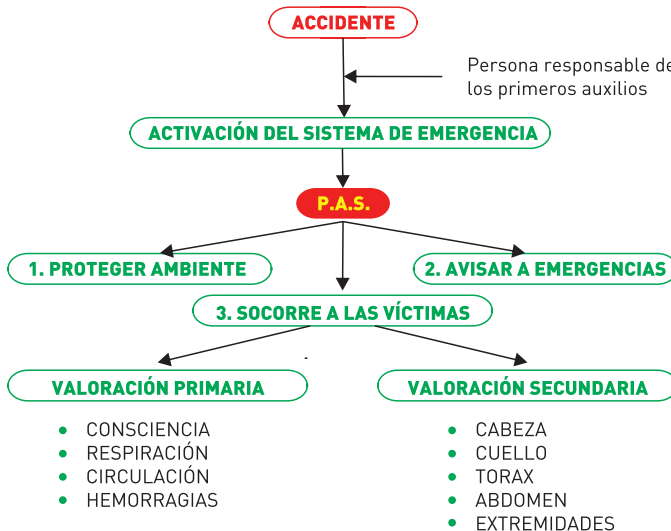 ACCIDENTE
Persona responsable de
los primeros auxilios
ACTIVACIÓN DEL SISTEMA DE EMERGENCIA
P.A.S.
1. PROTEGER AMBIENTE
2. AVISAR A EMERGENCIAS
3. SOCORRE A LAS VÍCTIMAS
VALORACIÓN PRIMARIA
• CONSCIENCIA
• RESPIRACIÓN
• CIRCULACIÓN
• HEMORRAGIAS
VALORACIÓN SECUNDARIA
• CABEZA
• CUELLO
• TORAX
• ABDOMEN
• EXTREMIDADES